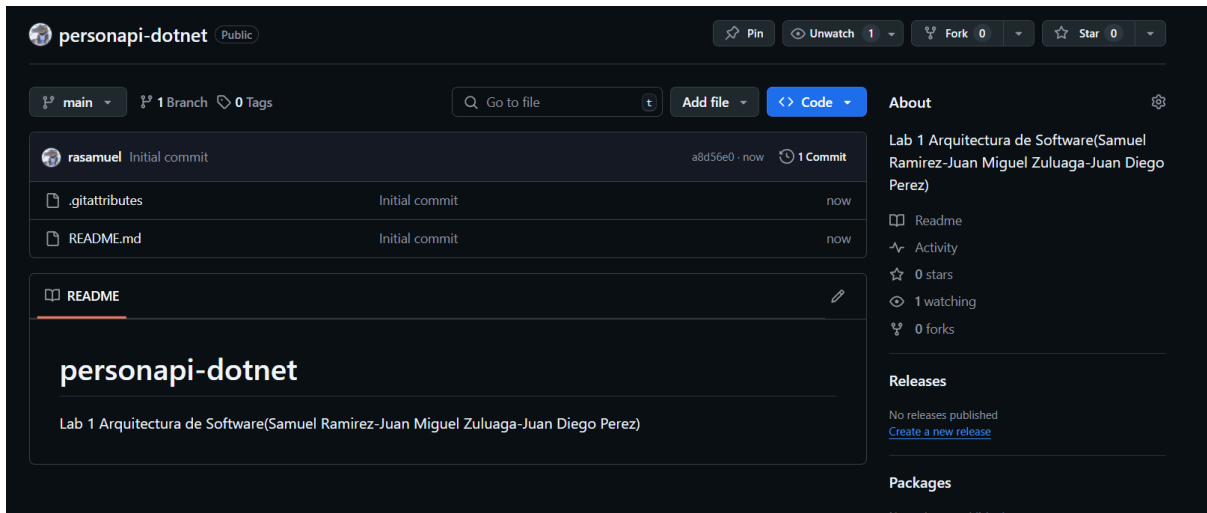 personapi-dotnet Public
Pin
Unwatch 1
Fork 0
Star 0
main
1 Branch
0 Tags
Go to file
t
Add file
Code
rasamuel Initial commit
a8d56e0 · now
1 Commit
.gitattributes Initial commit now
README.md Initial commit now
README
personapi-dotnet
Lab 1 Arquitectura de Software(Samuel Ramirez-Juan Miguel Zuluaga-Juan Diego Perez)
About
Lab 1 Arquitectura de Software(Samuel
Ramirez-Juan Miguel Zuluaga-Juan Diego
Perez)
Readme
Activity
0 stars
1 watching
0 forks
Releases
No releases published
Create a new release
Packages